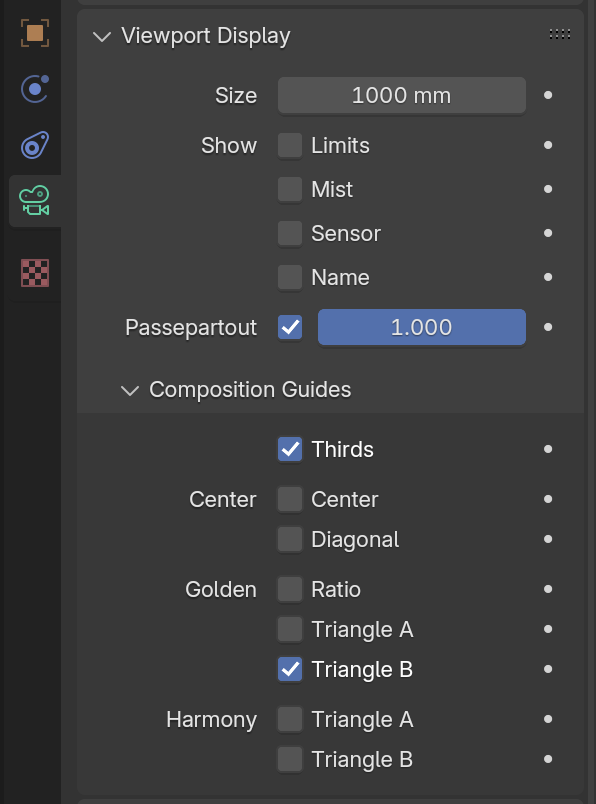 Viewport Display
Size 1000 mm
Show Limits
Mist
Sensor
Name
Passepartout 1.000
Composition Guides
Thirds
Center Center
Diagonal
Golden Ratio
Triangle A
Triangle B
Harmony Triangle A
Triangle B